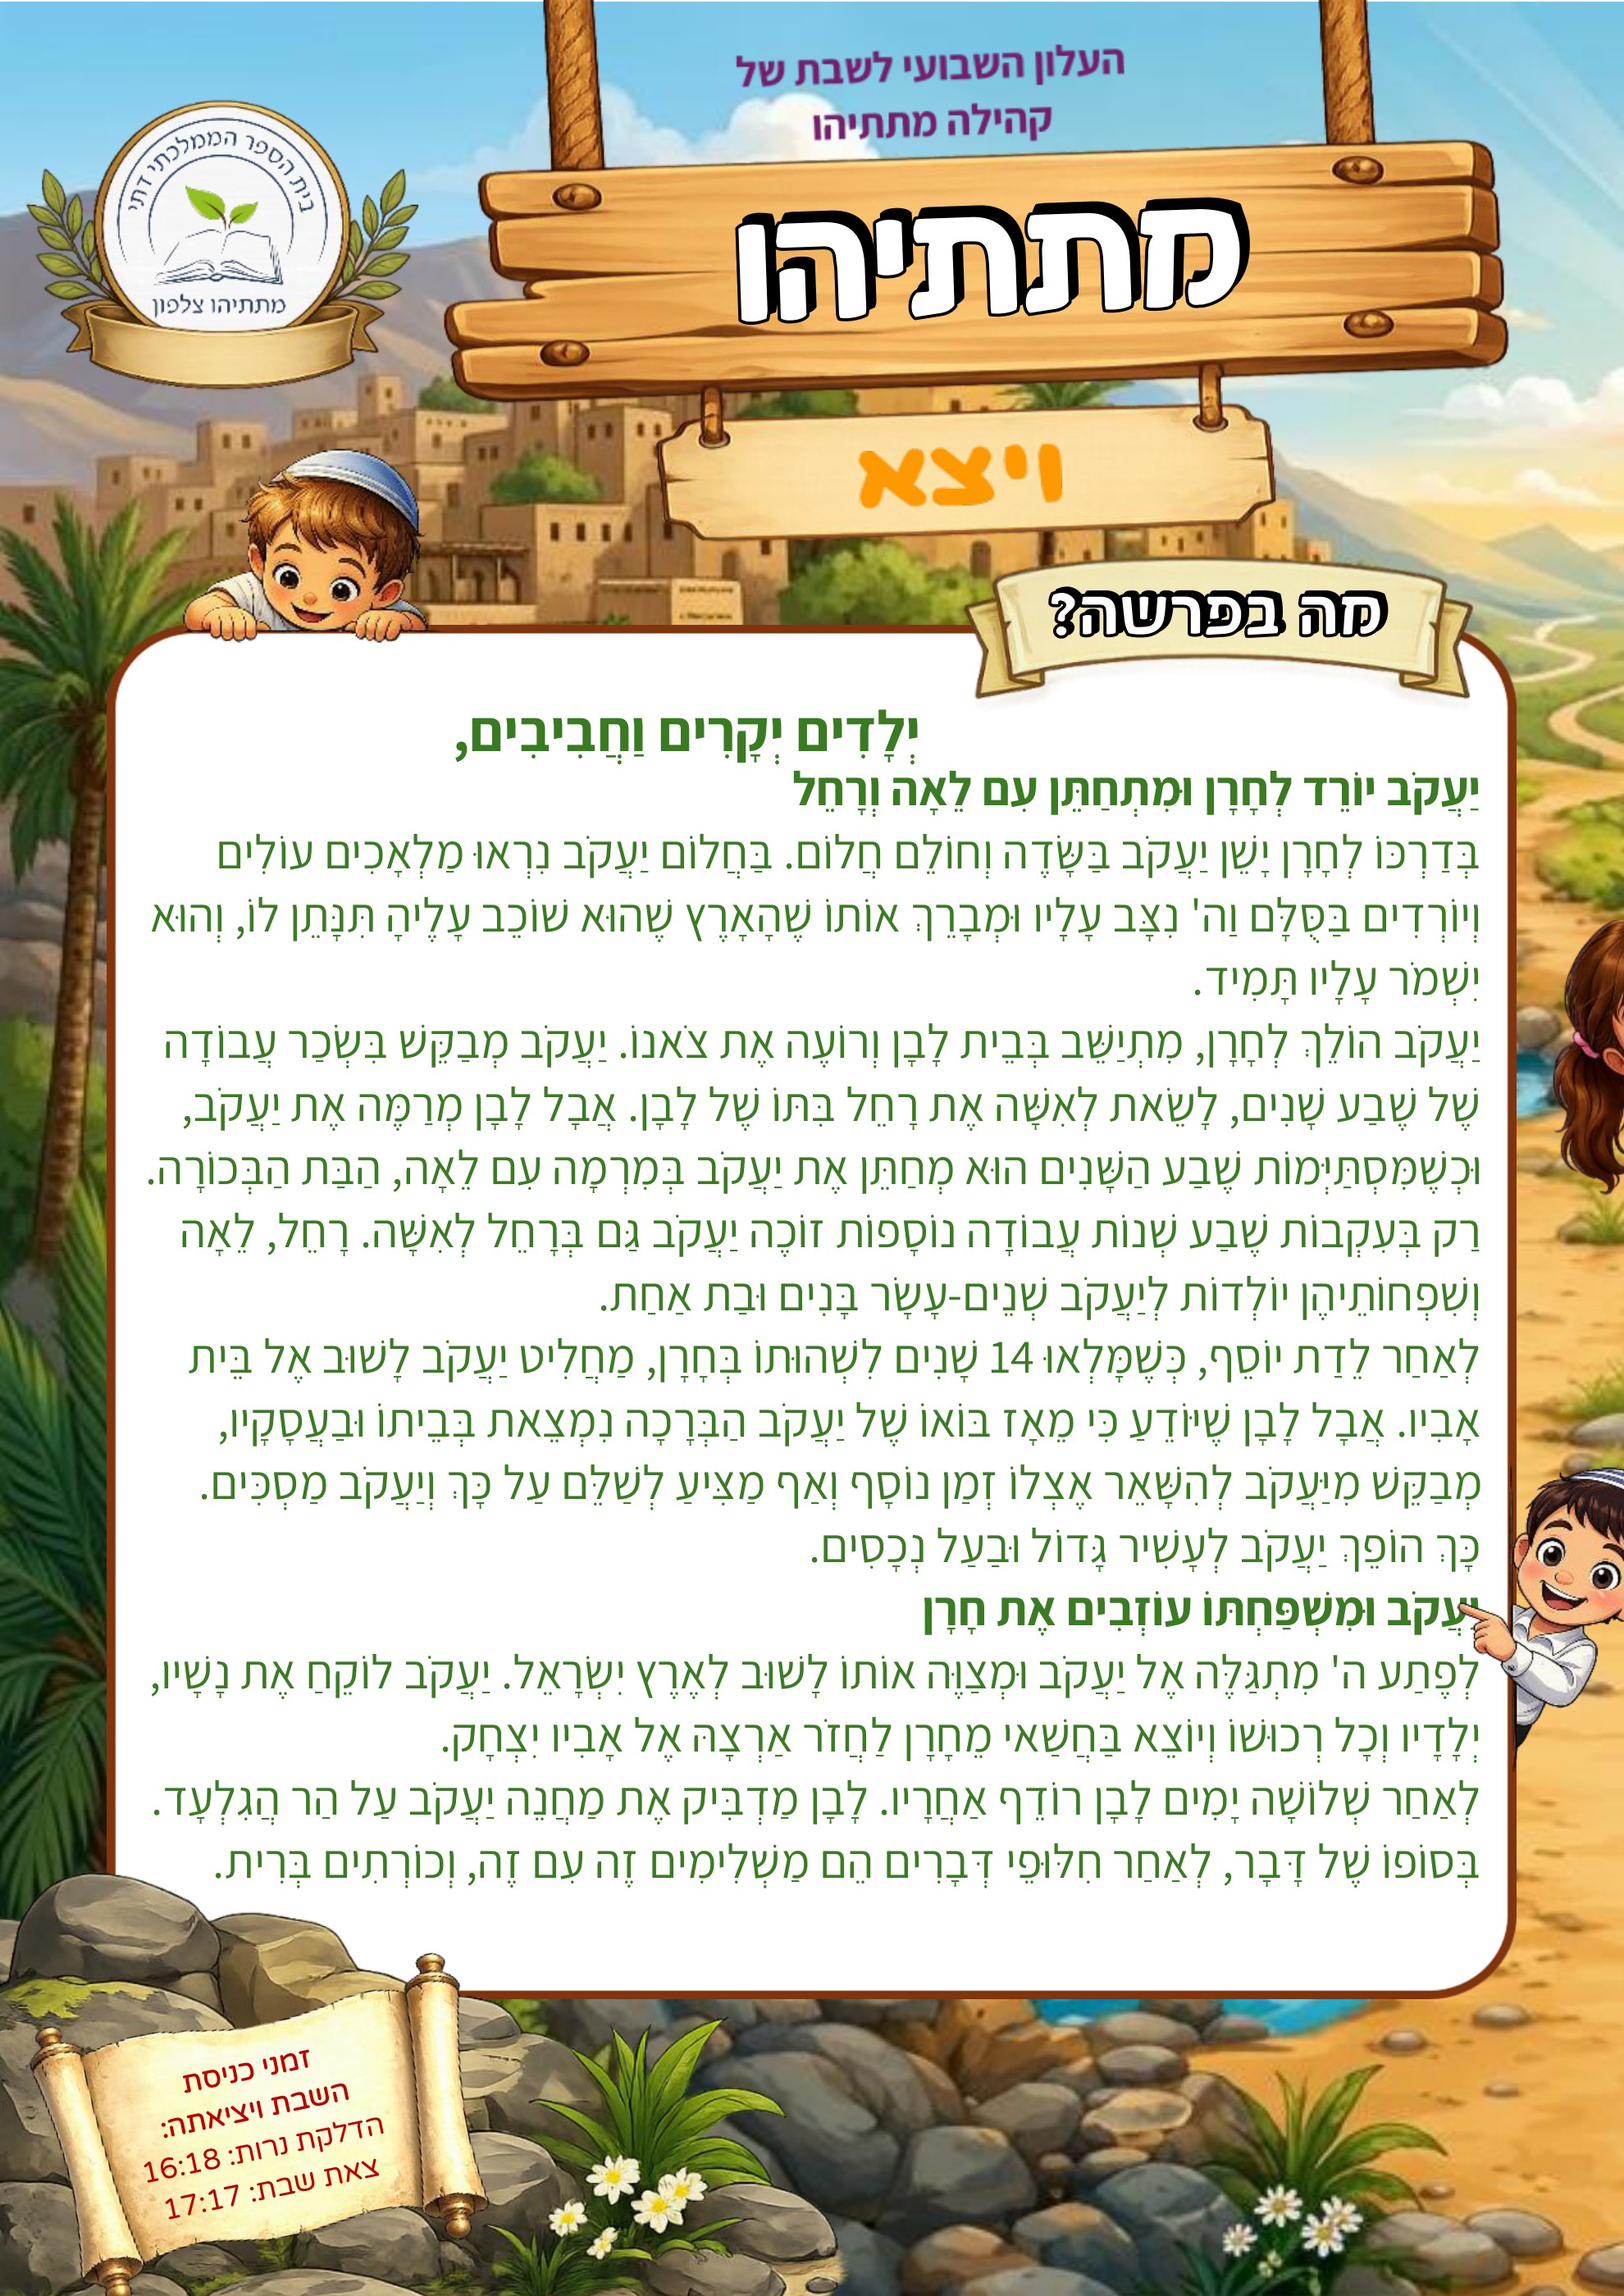 העלון השבועי לשבת של
קהילה מתתיהו
בית הספר הממלכתי דתי
מתתיהו צלפון
מתתיהו
ויצא
מה בפרשה?
יְלָדִים יְקָרִים וַחֲבִיבִים,
יַעֲקֹב יוֹרֵד לְחָרָן וּמִתְחַתֵּן עִם לֵאָה וְרָחֵל
בְּדַרְכּוֹ לְחָרָן יָשֵׁן יַעֲקֹב בַּשָּׂדֶה וְחוֹלֵם חֲלוֹם. בַּחֲלוֹם יַעֲקֹב נִרְאוּ מַלְאָכִים עוֹלִים
וְיוֹרְדִים בַּסֻּלָּם וַה' נִצָּב עָלָיו וּמְבָרֵךְ אוֹתוֹ שֶׁהָאָרֶץ שֶׁהוּא שׁוֹכֵב עָלֶיהָ תִּנָּתֵן לוֹ, וְהוּא
יִשְׁמֹר עָלָיו תָּמִיד.
יַעֲקֹב הוֹלֵךְ לְחָרָן, מִתְיַשֵּׁב בְּבֵית לָבָן וְרוֹעֶה אֶת צֹאנוֹ. יַעֲקֹב מְבַקֵּשׁ בִּשְׂכַר עֲבוֹדָה
שֶׁל שֶׁבַע שָׁנִים, לָשֵׂאת לְאִשָּׁה אֶת רָחֵל בִּתּוֹ שֶׁל לָבָן. אֲבָל לָבָן מְרַמֶּה אֶת יַעֲקֹב,
וּכְשֶׁמִּסְתַּיְּמוֹת שֶׁבַע הַשָּׁנִים הוּא מְחַתֵּן אֶת יַעֲקֹב בְּמִרְמָה עִם לֵאָה, הַבַּת הַבְּכוֹרָה.
רַק בְּעִקְבוֹת שֶׁבַע שְׁנוֹת עֲבוֹדָה נוֹסָפוֹת זוֹכֶה יַעֲקֹב גַּם בְּרָחֵל לְאִשָּׁה. רָחֵל, לֵאָה
וְשִׁפְחוֹתֵיהֶן יוֹלְדוֹת לְיַעֲקֹב שְׁנֵים-עָשָׂר בָּנִים וּבַת אַחַת.
לְאַחַר לֵדַת יוֹסֵף, כְּשֶׁמָּלְאוּ 14 שָׁנִים לִשְׁהוּתוֹ בְּחָרָן, מַחֲלִיט יַעֲקֹב לָשׁוּב אֶל בֵּית
אָבִיו. אֲבָל לָבָן שֶׁיּוֹדֵעַ כִּי מֵאָז בּוֹאוֹ שֶׁל יַעֲקֹב הַבְּרָכָה נִמְצֵאת בְּבֵיתוֹ וּבַעֲסָקָיו,
מְבַקֵּשׁ מִיַּעֲקֹב לְהִשָּׁאֵר אֶצְלוֹ זְמַן נוֹסָף וְאַף מַצִּיעַ לְשַׁלֵּם עַל כָּךְ וְיַעֲקֹב מַסְכִּים.
כָּךְ הוֹפֵךְ יַעֲקֹב לְעָשִׁיר גָּדוֹל וּבַעַל נְכָסִים.
יַעֲקֹב וּמִשְׁפַּחְתּוֹ עוֹזְבִים אֶת חָרָן
לְפֶתַע ה' מִתְגַּלֶּה אֶל יַעֲקֹב וּמְצַוֶּה אוֹתוֹ לָשׁוּב לְאֶרֶץ יִשְׂרָאֵל. יַעֲקֹב לוֹקֵחַ אֶת נָשָׁיו,
יְלָדָיו וְכָל רְכוּשׁוֹ וְיוֹצֵא בַּחֲשַׁאי מֵחָרָן לַחֲזֹר אַרְצָהּ אֶל אָבִיו יִצְחָק.
לְאַחַר שְׁלוֹשָׁה יָמִים לָבָן רוֹדֵף אַחֲרָיו. לָבָן מַדְבִּיק אֶת מַחֲנֵה יַעֲקֹב עַל הַר הֲגִלְעָד.
בְּסוֹפוֹ שֶׁל דָּבָר, לְאַחַר חִלּוּפֵי דְּבָרִים הֵם מַשְׁלִימִים זֶה עִם זֶה, וְכוֹרְתִים בְּרִית.
זמני כניסת
השבת ויציאתה:
הדלקת נרות: 16:18
צאת שבת: 17:17